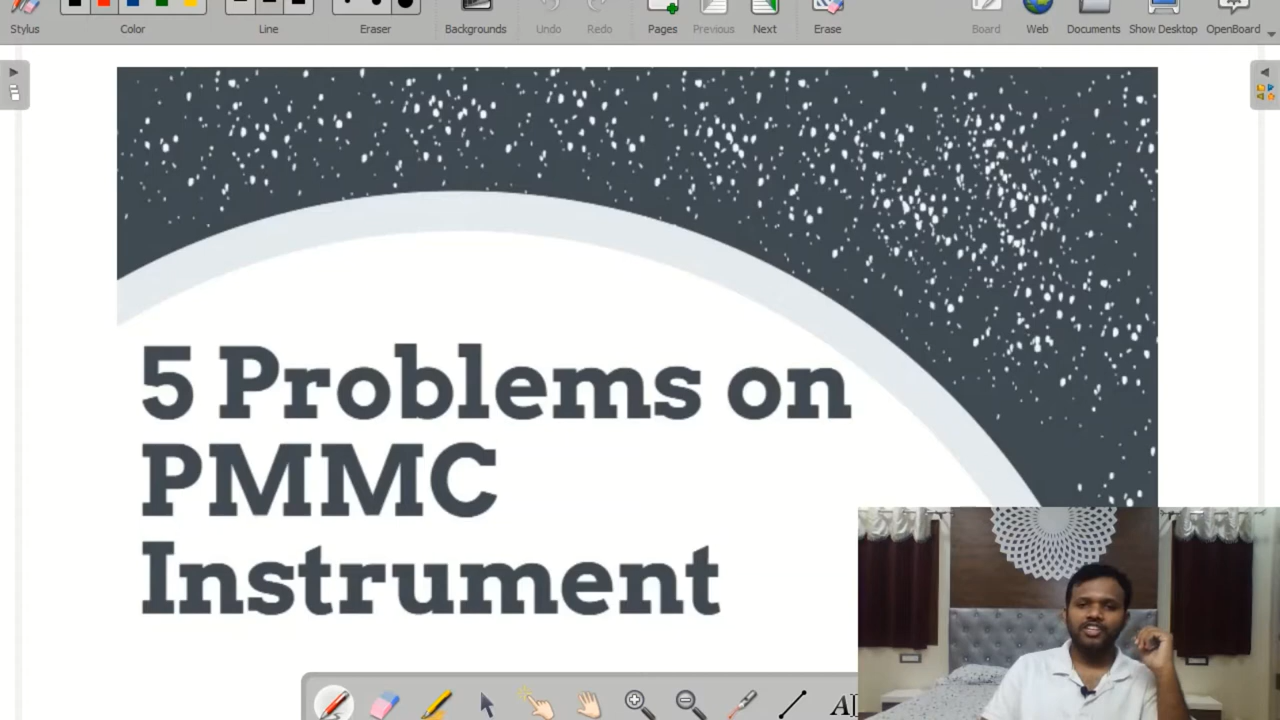 Stylus Color Line Eraser Backgrounds Undo Redo Pages Previous Next Erase Board Web Documents Show Desktop OpenBoard
5 Problems on
PMMC
Instrument
AI